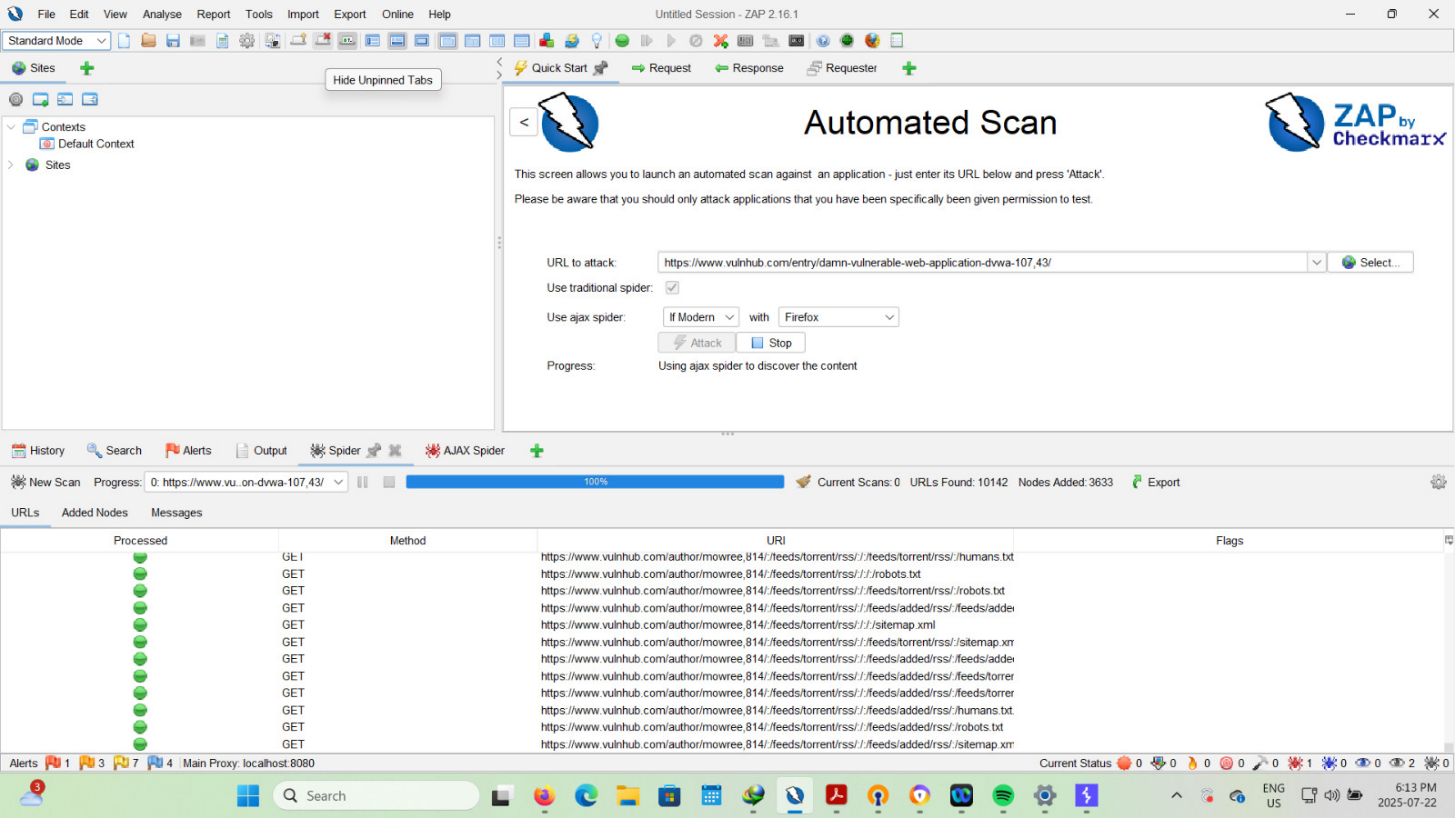 File Edit View Analyse Report Tools Import Export Online Help Untitled Session - ZAP 2.16.1
Standard Mode
Sites Quick Start Request Response Requester
Hide Unpinned Tabs
Contexts
Default Context
Sites
<
Automated Scan
ZAP by
Checkmarx
This screen allows you to launch an automated scan against an application - just enter its URL below and press 'Attack'.
Please be aware that you should only attack applications that you have been specifically been given permission to test.
URL to attack: https://www.vulnhub.com/entry/damn-vulnerable-web-application-dvwa-107,43/ Select...
Use traditional spider:
Use ajax spider: If Modern with Firefox
Attack Stop
Progress: Using ajax spider to discover the content
History Search Alerts Output Spider AJAX Spider
New Scan Progress: 0: https://www.vu..on-dvwa-107,43/ 100% Current Scans: 0 URLs Found: 10142 Nodes Added: 3633 Export
URLs Added Nodes Messages
Processed Method URI Flags
GET https://www.vulnhub.com/author/mowree,814/:/feeds/torrent/rss/:/:/feeds/torrent/rss/:/humans.txt
GET https://www.vulnhub.com/author/mowree,814/:/feeds/torrent/rss/:/:/:/robots.txt
GET https://www.vulnhub.com/author/mowree,814/:/feeds/torrent/rss/:/:/feeds/torrent/rss/:/robots.txt
GET https://www.vulnhub.com/author/mowree,814/:/feeds/torrent/rss/:/:/feeds/added/rss/:/feeds/adde
GET https://www.vulnhub.com/author/mowree,814/:/feeds/torrent/rss/:/:/:/sitemap.xml
GET https://www.vulnhub.com/author/mowree,814/:/feeds/torrent/rss/:/:/feeds/torrent/rss/:/sitemap.xm
GET https://www.vulnhub.com/author/mowree,814/:/feeds/torrent/rss/:/:/feeds/added/rss/:/feeds/adde
GET https://www.vulnhub.com/author/mowree,814/:/feeds/torrent/rss/:/:/feeds/added/rss/:/feeds/torrer
GET https://www.vulnhub.com/author/mowree,814/:/feeds/torrent/rss/:/:/feeds/added/rss/:/feeds/torrer
GET https://www.vulnhub.com/author/mowree,814/:/feeds/torrent/rss/:/:/feeds/added/rss/:/humans.txt
GET https://www.vulnhub.com/author/mowree,814/:/feeds/torrent/rss/:/:/feeds/added/rss/:/robots.txt
GET https://www.vulnhub.com/author/mowree,814/:/feeds/torrent/rss/:/:/feeds/added/rss/:/sitemap.xm
Alerts 1 3 7 4 Main Proxy: localhost:8080 Current Status 0 0 0 0 0 1 0 0 2 0
3
Search
ENG
US
6:13 PM
2025-07-22